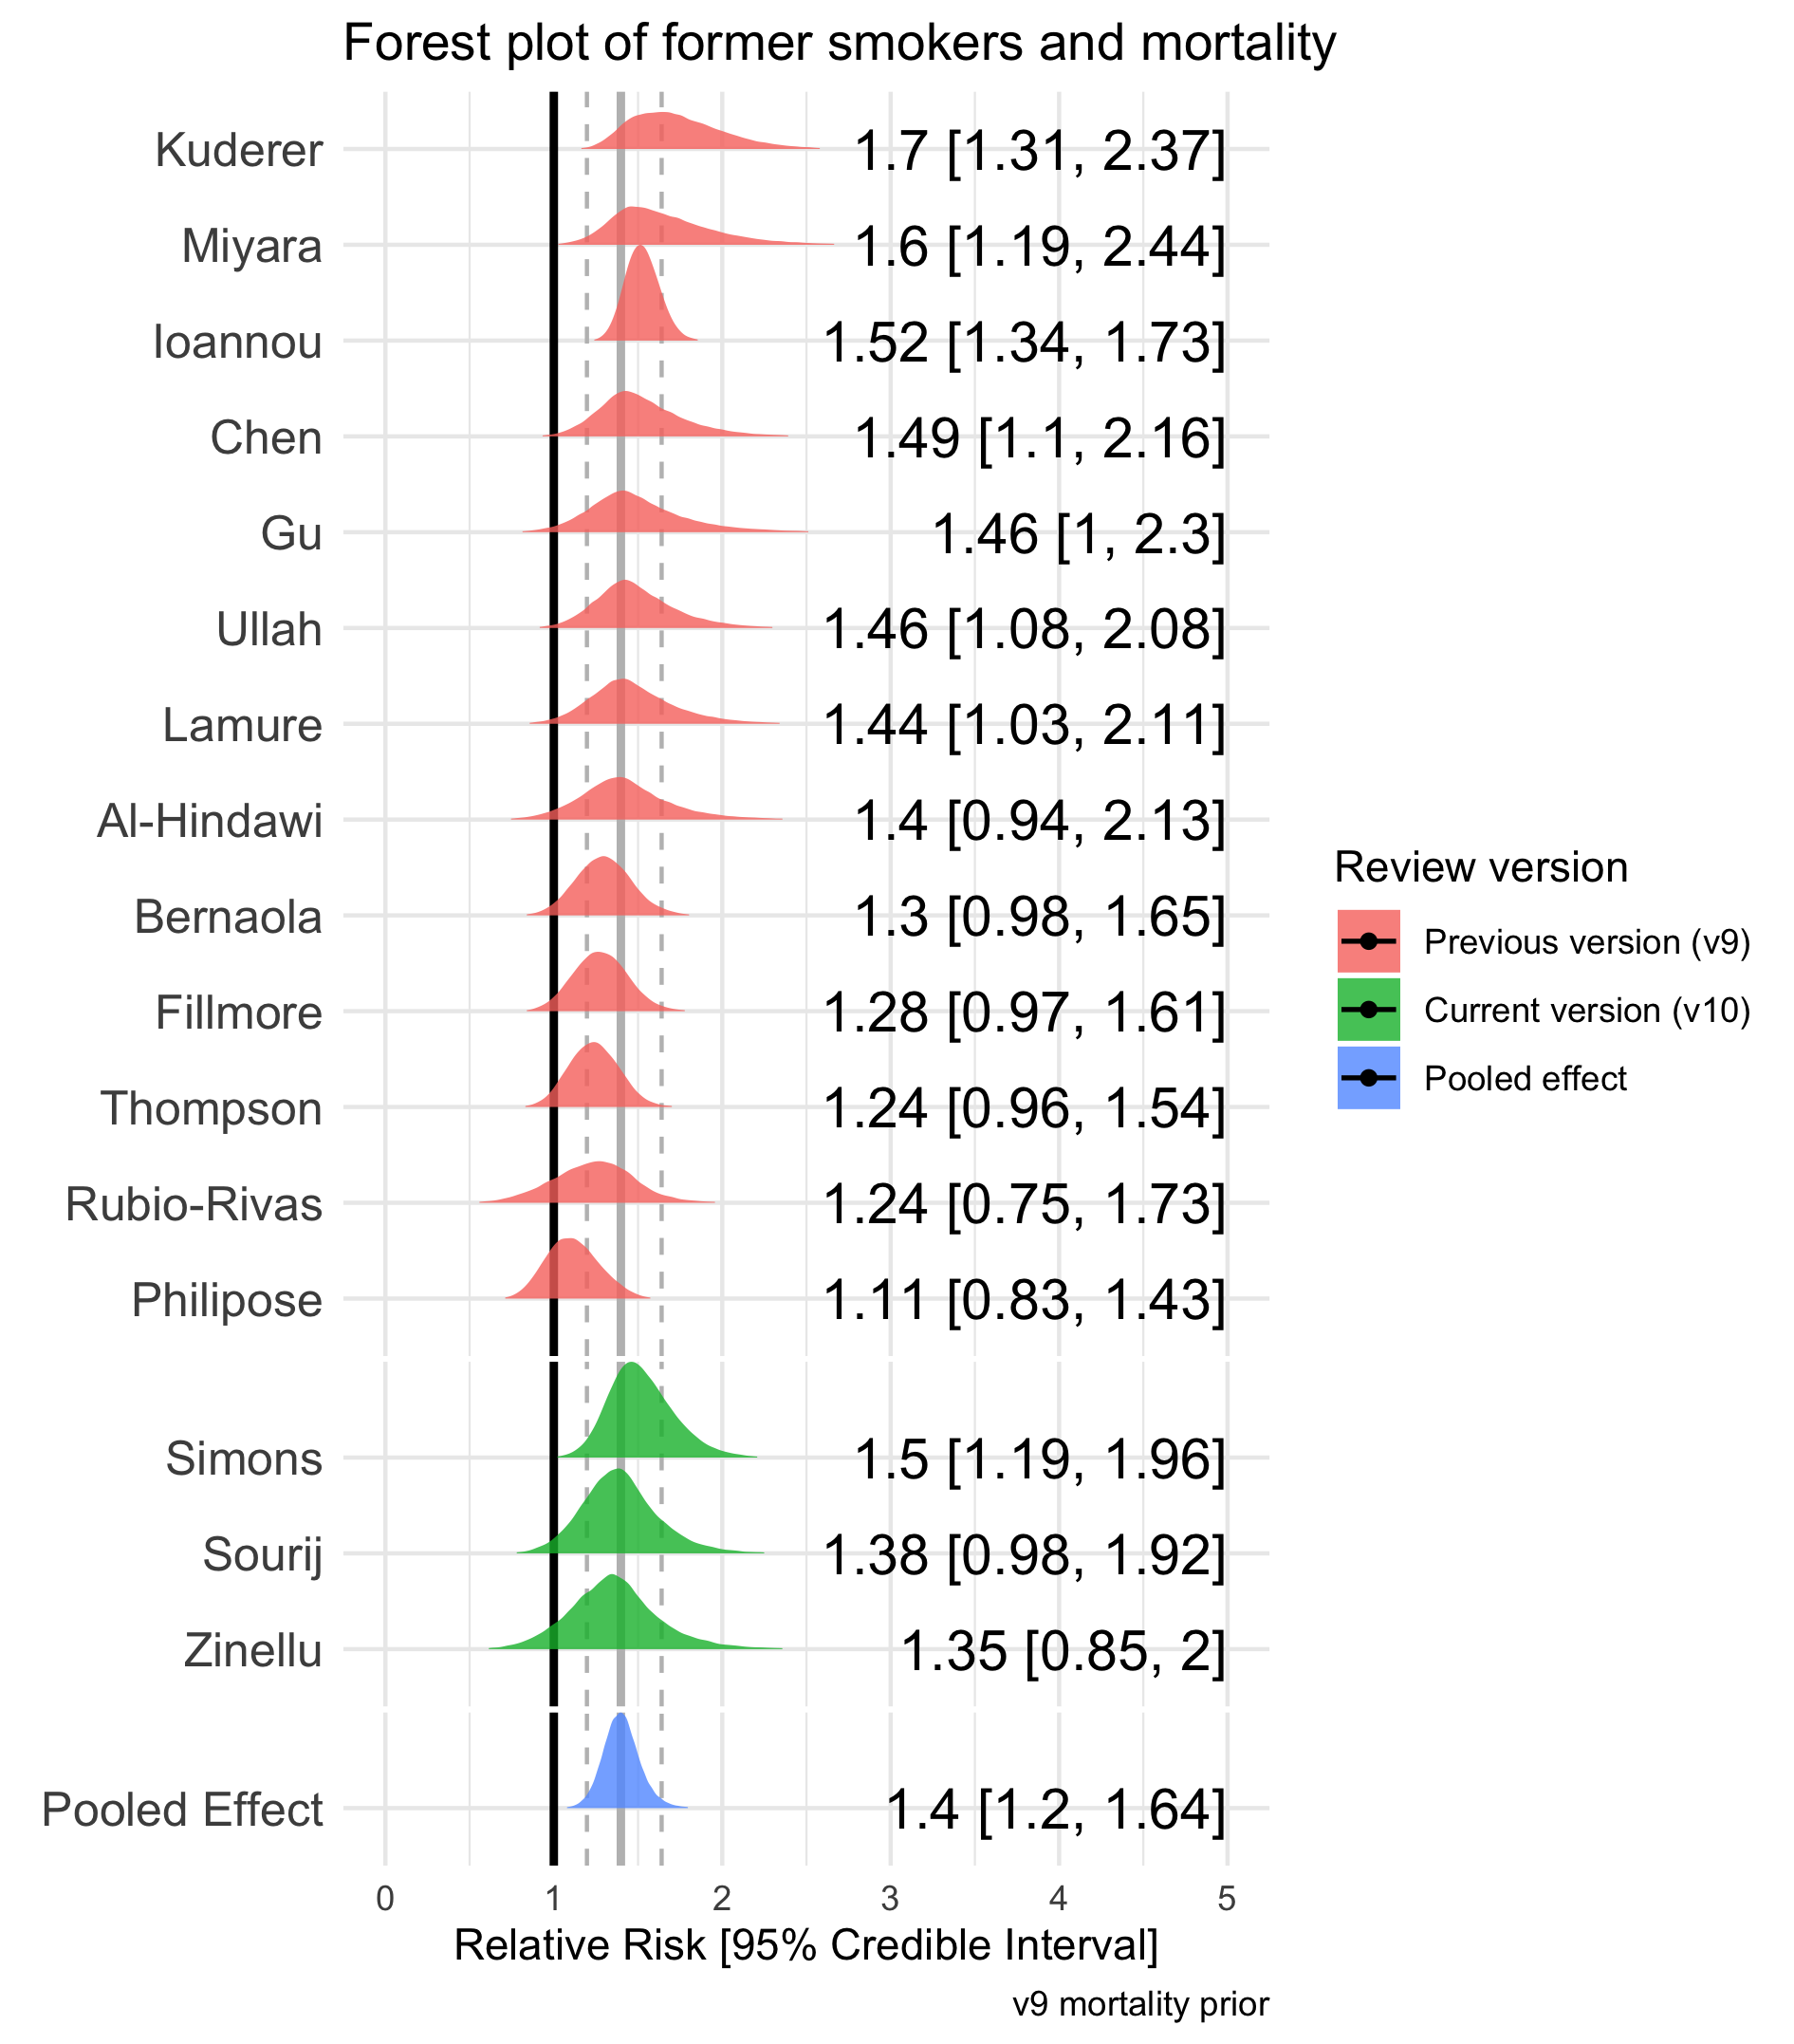 Forest plot of former smokers and mortality
Kuderer 1.7 [1.31, 2.37]
Miyara 1.6 [1.19, 2.44]
Ioannou 1.52 [1.34, 1.73]
Chen 1.49 [1.1, 2.16]
Gu 1.46 [1, 2.3]
Ullah 1.46 [1.08, 2.08]
Lamure 1.44 [1.03, 2.11]
Al-Hindawi 1.4 [0.94, 2.13]
Bernaola 1.3 [0.98, 1.65]
Fillmore 1.28 [0.97, 1.61]
Thompson 1.24 [0.96, 1.54]
Rubio-Rivas 1.24 [0.75, 1.73]
Philipose 1.11 [0.83, 1.43]
Simons 1.5 [1.19, 1.96]
Sourij 1.38 [0.98, 1.92]
Zinellu 1.35 [0.85, 2]
Pooled Effect 1.4 [1.2, 1.64]
0 1 2 3 4 5
Relative Risk [95% Credible Interval]
v9 mortality prior
Review version
Previous version (v9)
Current version (v10)
Pooled effect